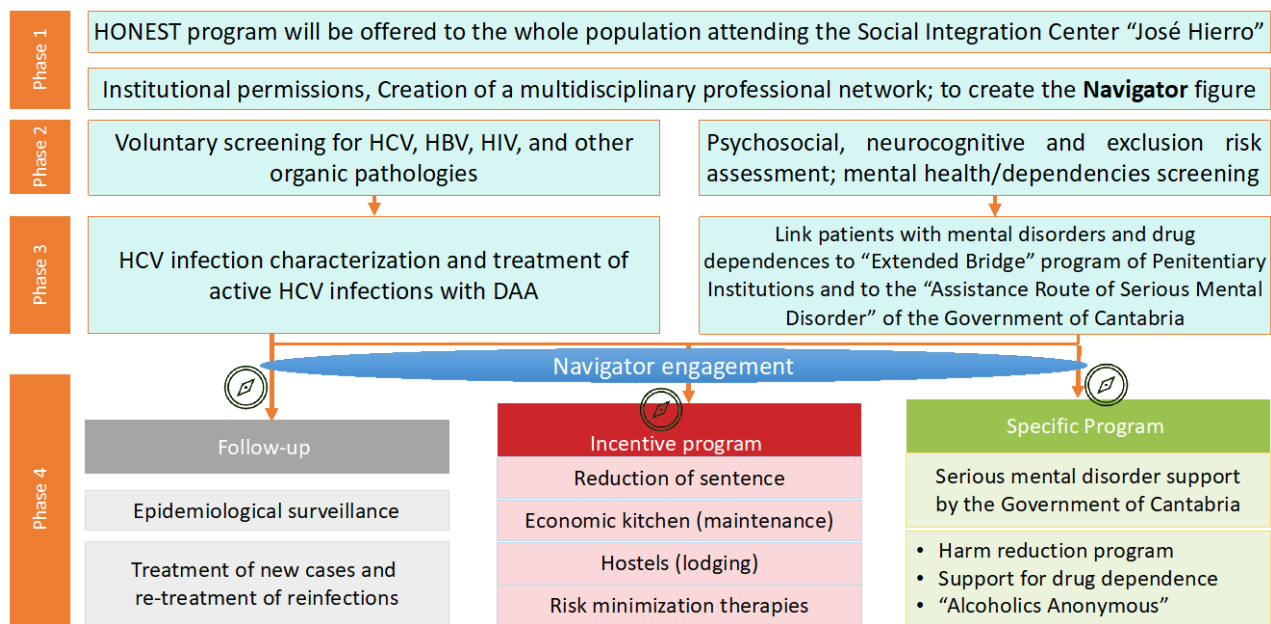 Phase 1
HONEST program will be offered to the whole population attending the Social Integration Center “José Hierro”
Institutional permissions, Creation of a multidisciplinary professional network; to create the Navigator figure
Phase 2
Voluntary screening for HCV, HBV, HIV, and other
organic pathologies
Psychosocial, neurocognitive and exclusion risk
assessment; mental health/dependencies screening
Phase 3
HCV infection characterization and treatment of
active HCV infections with DAA
Link patients with mental disorders and drug
dependences to “Extended Bridge” program of Penitentiary
Institutions and to the “Assistance Route of Serious Mental
Disorder” of the Government of Cantabria
Navigator engagement
Phase 4
Follow-up
Epidemiological surveillance
Treatment of new cases and
re-treatment of reinfections
Incentive program
Reduction of sentence
Economic kitchen (maintenance)
Hostels (lodging)
Risk minimization therapies
Specific Program
Serious mental disorder support
by the Government of Cantabria
• Harm reduction program
• Support for drug dependence
• “Alcoholics Anonymous”